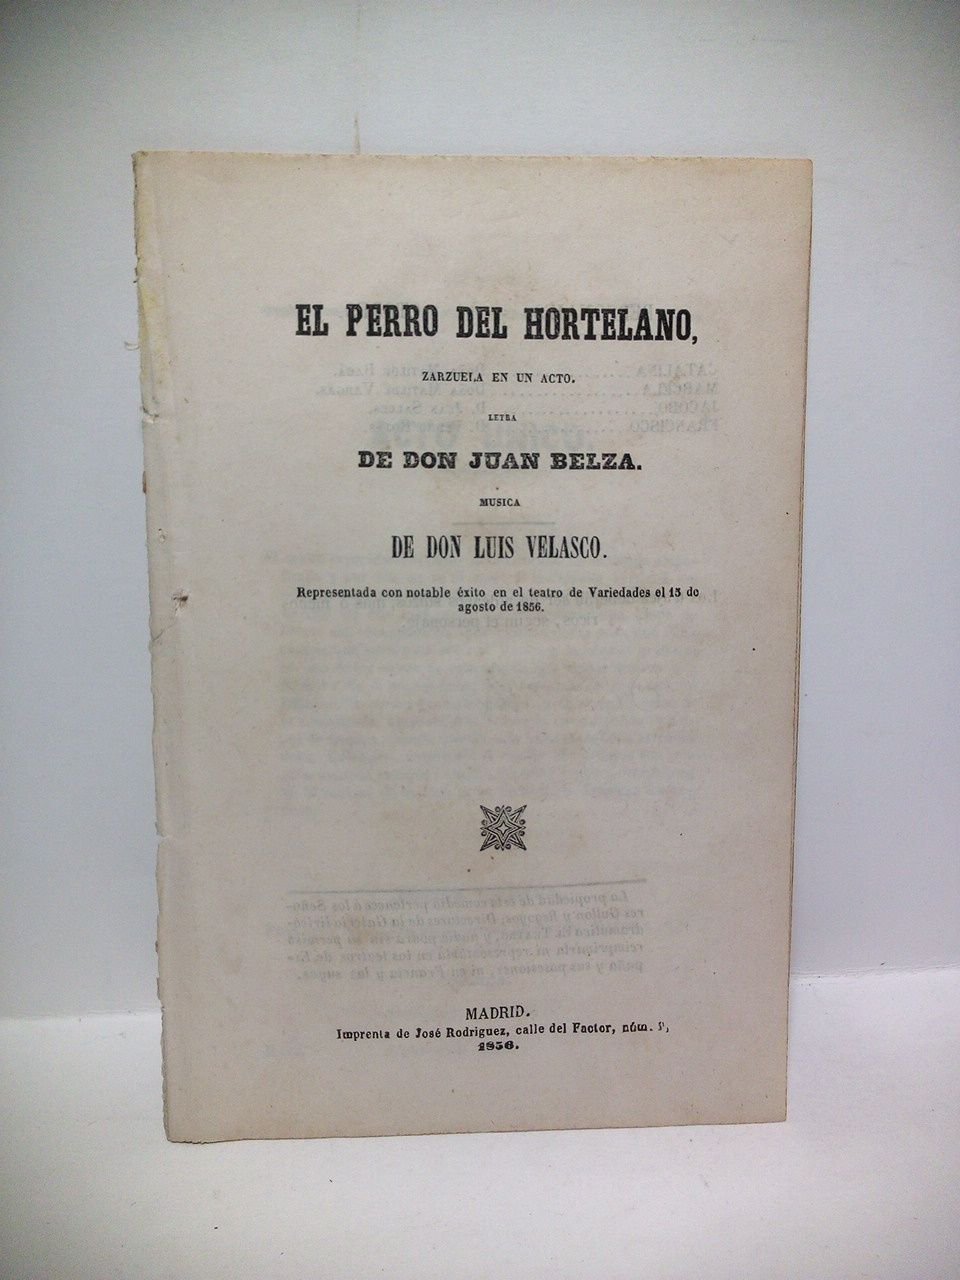 EL PERRO DEL HORTELANO,
ZARZUELA EN UN ACTO.
LETRA
DE DON JUAN BELZA.
MUSICA
DE DON LUIS VELASCO.
Representada con notable éxito en el teatro de Variedades el 13 de
agosto de 1856.
MADRID.
Imprenta de José Rodriguez, calle del Factor, núm. 9,
1856.